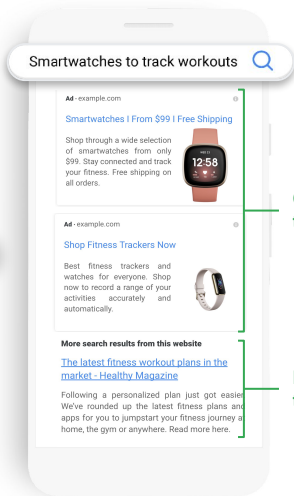 Smartwatches to track workouts
Ad · example.com
Smartwatches I From $99 I Free Shipping
Shop through a wide selection
of smartwatches from only
$99. Stay connected and track
your fitness. Free shipping on
all orders.
12:58
Ad · example.com
Shop Fitness Trackers Now
Best fitness trackers and
watches for everyone. Shop
now to record a range of your
activities accurately and
automatically.
More search results from this website
The latest fitness workout plans in the
market - Healthy Magazine
Following a personalized plan just got easier
We've rounded up the latest fitness plans and
apps for you to jumpstart your fitness journey a
home, the gym or anywhere. Read more here.